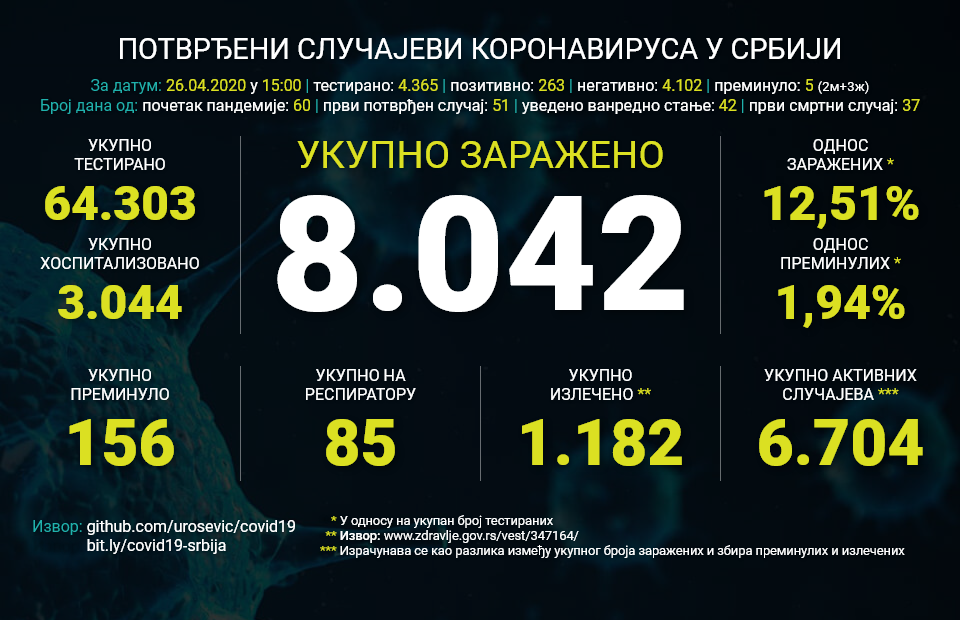 ПОТВРЂЕНИ СЛУЧАЈЕВИ КОРОНАВИРУСА У СРБИЈИ
За датум: 26.04.2020 у 15:00 | тестирано: 4.365 | позитивно: 263 | негативно: 4.102 | преминуло: 5 (2м+3ж)
Број дана од: почетак пандемије: 60 | први потврђен случај: 51 | уведено ванредно стање: 42 | први смртни случај: 37
УКУПНО
ТЕСТИРАНО
64.303
УКУПНО
ХОСПИТАЛИЗОВАНО
3.044
УКУПНО ЗАРАЖЕНО
8.042
ОДНОС
ЗАРАЖЕНИХ *
12,51%
ОДНОС
ПРЕМИНУЛИХ *
1,94%
УКУПНО
ПРЕМИНУЛО
156
УКУПНО НА
РЕСПИРАТОРУ
85
УКУПНО
ИЗЛЕЧЕНО **
1.182
УКУПНО АКТИВНИХ
СЛУЧАЈЕВА ***
6.704
Извор: github.com/urosevic/covid19
bit.ly/covid19-srbija
* У односу на укупан број тестираних
** Извор: www.zdravlje.gov.rs/vest/347164/
*** Израчунава се као разлика између укупног броја заражених и збира преминулих и излечених